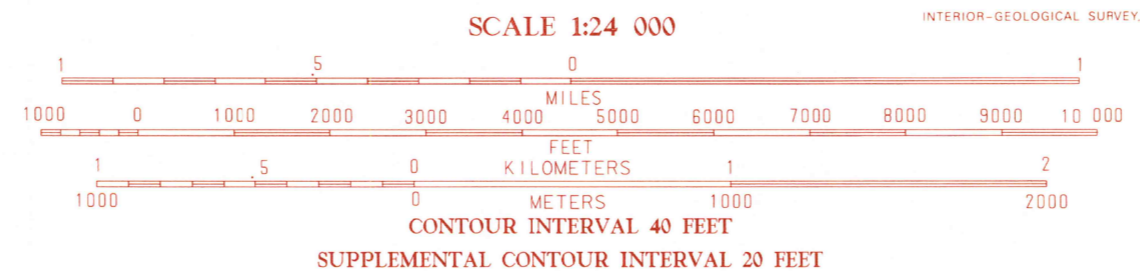 INTERIOR-GEOLOGICAL SURVEY,
SCALE 1:24 000
1 .5 0 1
MILES
1000 0 1000 2000 3000 4000 5000 6000 7000 8000 9000 10 000
FEET
1 .5 0 KILOMETERS 1 2
1000 0 METERS 1000 2000
CONTOUR INTERVAL 40 FEET
SUPPLEMENTAL CONTOUR INTERVAL 20 FEET